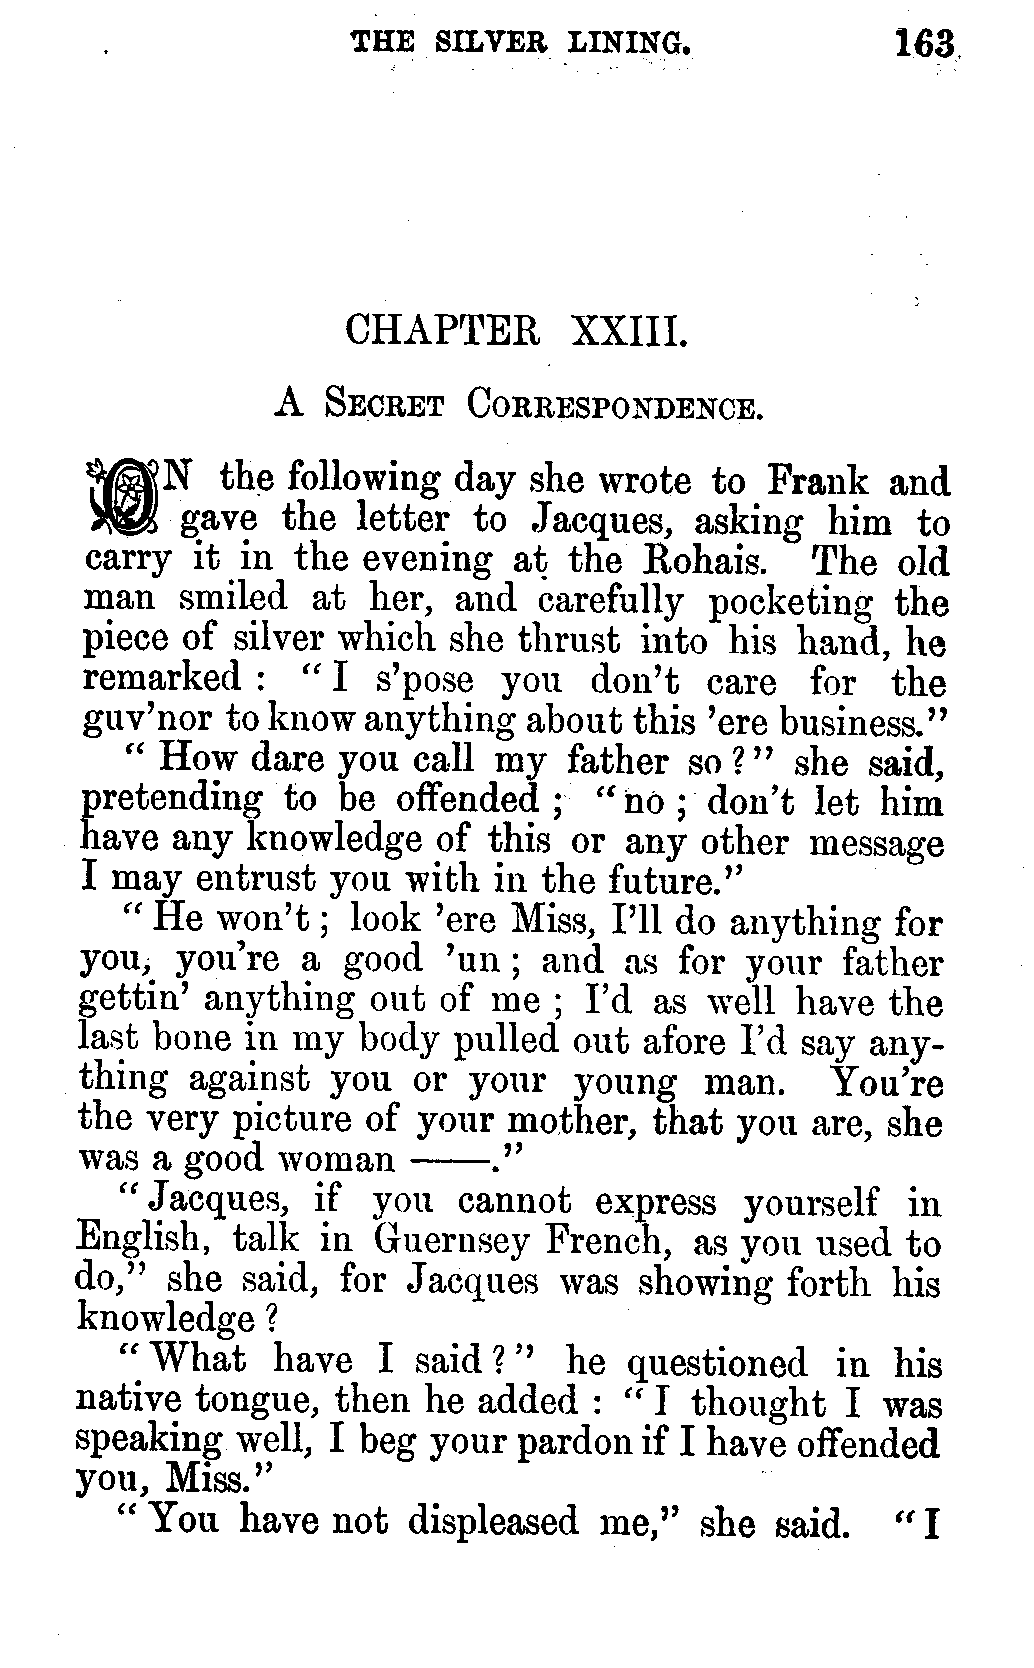 THE SILVER LINING. 163
CHAPTER XXIII.
A SECRET CORRESPONDENCE.
ON the following day she wrote to Frank and
gave the letter to Jacques, asking him to
carry it in the evening at the Rohais. The old
man smiled at her, and carefully pocketing the
piece of silver which she thrust into his hand, he
remarked : "I s'pose you don't care for the
guv'nor to know anything about this 'ere business."
" How dare you call my father so ?" she said,
pretending to be offended ; "no ; don't let him
have any knowledge of this or any other message
I may entrust you with in the future."
" He won't ; look 'ere Miss, I'll do anything for
you, you're a good 'un ; and as for your father
gettin' anything out of me ; I'd as well have the
last bone in my body pulled out afore I'd say any-
thing against you or your young man. You're
the very picture of your mother, that you are, she
was a good woman ——."
"Jacques, if you cannot express yourself in
English, talk in Guernsey French, as you used to
do," she said, for Jacques was showing forth his
knowledge ?
"What have I said ?" he questioned in his
native tongue, then he added : "I thought I was
speaking well, I beg your pardon if I have offended
you, Miss."
"You have not displeased me," she said. "I